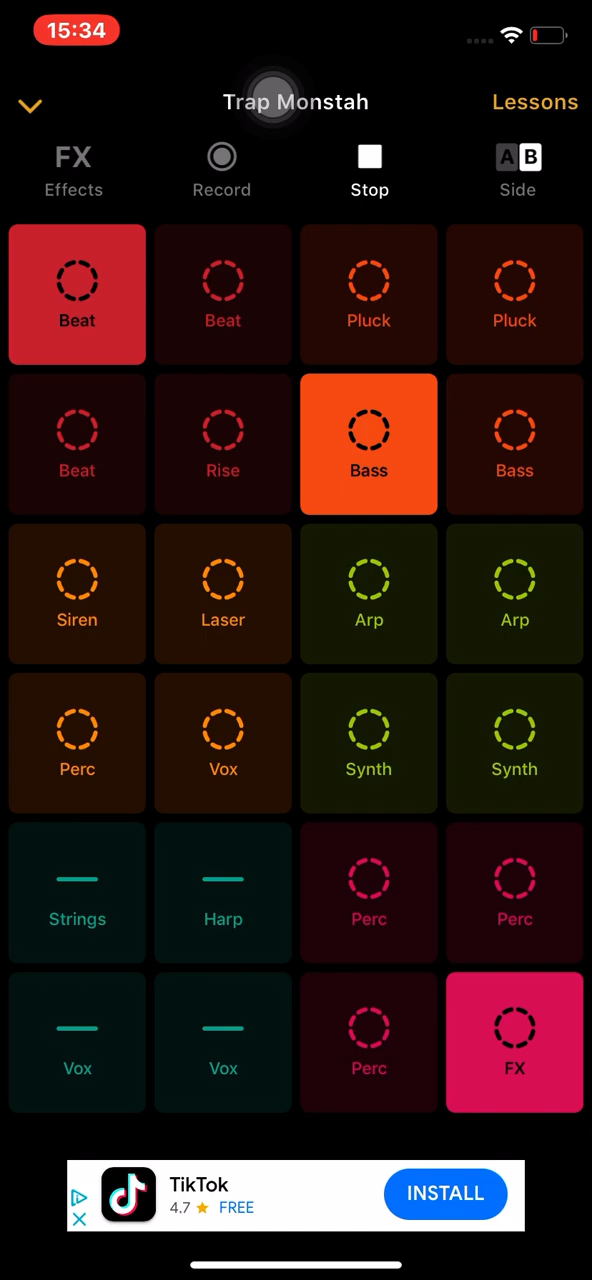 15:34
Trap Monstah
Lessons
FX
Effects
Record
Stop
A B
Side
Beat
Beat
Pluck
Pluck
Beat
Rise
Bass
Bass
Siren
Laser
Arp
Arp
Perc
Vox
Synth
Synth
Strings
Harp
Perc
Perc
Vox
Vox
Perc
FX
TikTok
4.7 ★ FREE
INSTALL